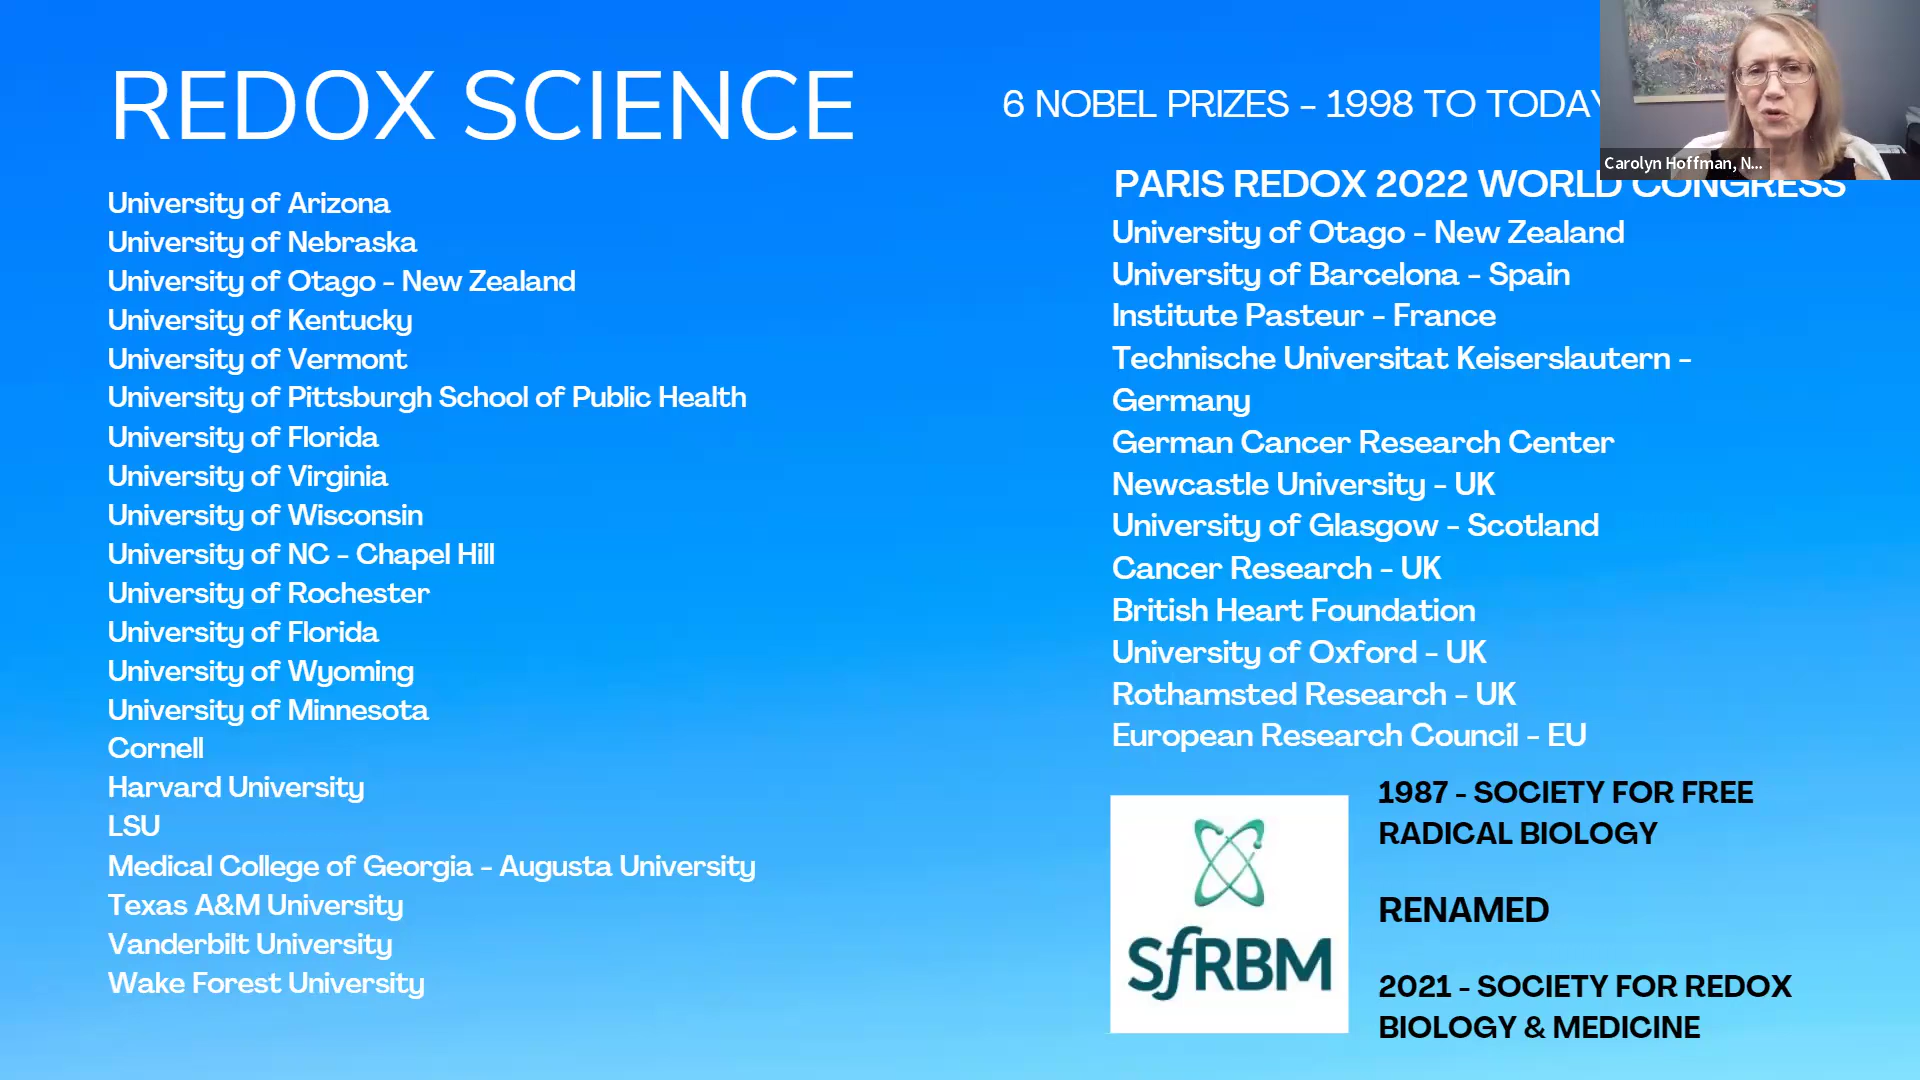 REDOX SCIENCE
University of Arizona
University of Nebraska
University of Otago - New Zealand
University of Kentucky
University of Vermont
University of Pittsburgh School of Public Health
University of Florida
University of Virginia
University of Wisconsin
University of NC - Chapel Hill
University of Rochester
University of Florida
University of Wyoming
University of Minnesota
Cornell
Harvard University
LSU
Medical College of Georgia - Augusta University
Texas A&M University
Vanderbilt University
Wake Forest University
6 NOBEL PRIZES - 1998 TO TODAY
Carolyn Hoffman, N...
PARIS REDOX 2022 WORLD CONGRESS
University of Otago - New Zealand
University of Barcelona - Spain
Institute Pasteur - France
Technische Universitat Keiserslautern -
Germany
German Cancer Research Center
Newcastle University - UK
University of Glasgow - Scotland
Cancer Research - UK
British Heart Foundation
University of Oxford - UK
Rothamsted Research - UK
European Research Council - EU
SfRBM
1987 - SOCIETY FOR FREE
RADICAL BIOLOGY
RENAMED
2021 - SOCIETY FOR REDOX
BIOLOGY & MEDICINE